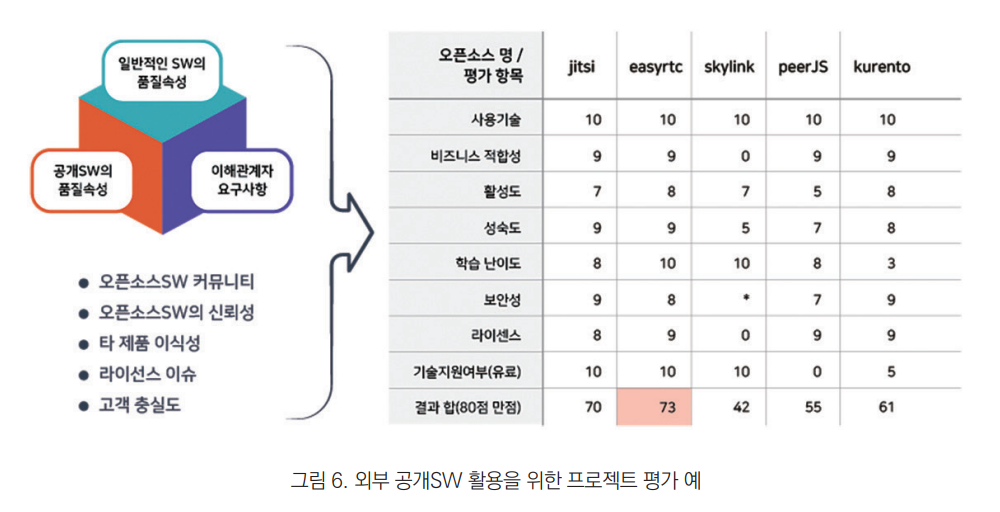 일반적인 SW의
품질속성
공개SW의
품질속성
이해관계자
요구사항
● 오픈소스SW 커뮤니티
● 오픈소스SW의 신뢰성
● 타 제품 이식성
● 라이선스 이슈
● 고객 충실도
오픈소스 명 /
평가 항목 jitsi easyrtc skylink peerJS kurento
사용기술 10 10 10 10 10
비즈니스 적합성 9 9 0 9 9
활성도 7 8 7 5 8
성숙도 9 9 5 7 8
학습 난이도 8 10 10 8 3
보안성 9 8 * 7 9
라이센스 8 9 0 9 9
기술지원여부(유료) 10 10 10 0 5
결과 합(80점 만점) 70 73 42 55 61
그림 6. 외부 공개SW 활용을 위한 프로젝트 평가 예